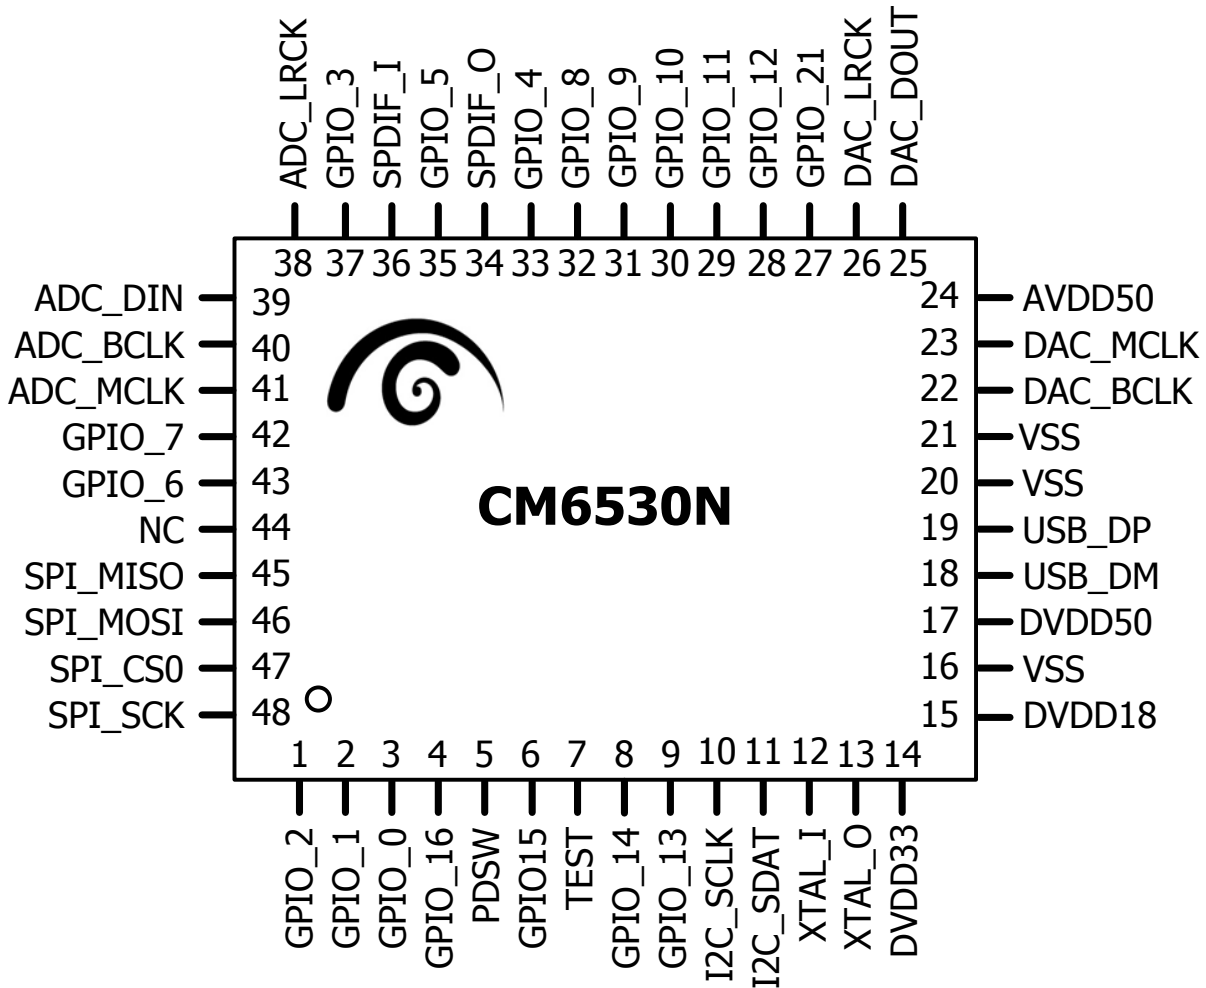 ADC_LRCK
GPIO_3
SPDIF_I
GPIO_5
SPDIF_O
GPIO_4
GPIO_8
GPIO_9
GPIO_10
GPIO_11
GPIO_12
GPIO_21
DAC_LRCK
DAC_DOUT
38 37 36 35 34 33 32 31 30 29 28 27 26 25
ADC_DIN 39
ADC_BCLK 40
ADC_MCLK 41
GPIO_7 42
GPIO_6 43
NC 44
SPI_MISO 45
SPI_MOSI 46
SPI_CS0 47
SPI_SCK 48
CM6530N
24 AVDD50
23 DAC_MCLK
22 DAC_BCLK
21 VSS
20 VSS
19 USB_DP
18 USB_DM
17 DVDD50
16 VSS
15 DVDD18
1 2 3 4 5 6 7 8 9 10 11 12 13 14
GPIO_2
GPIO_1
GPIO_0
GPIO_16
PDSW
GPIO15
TEST
GPIO_14
GPIO_13
I2C_SCLK
I2C_SDAT
XTAL_I
XTAL_O
DVDD33